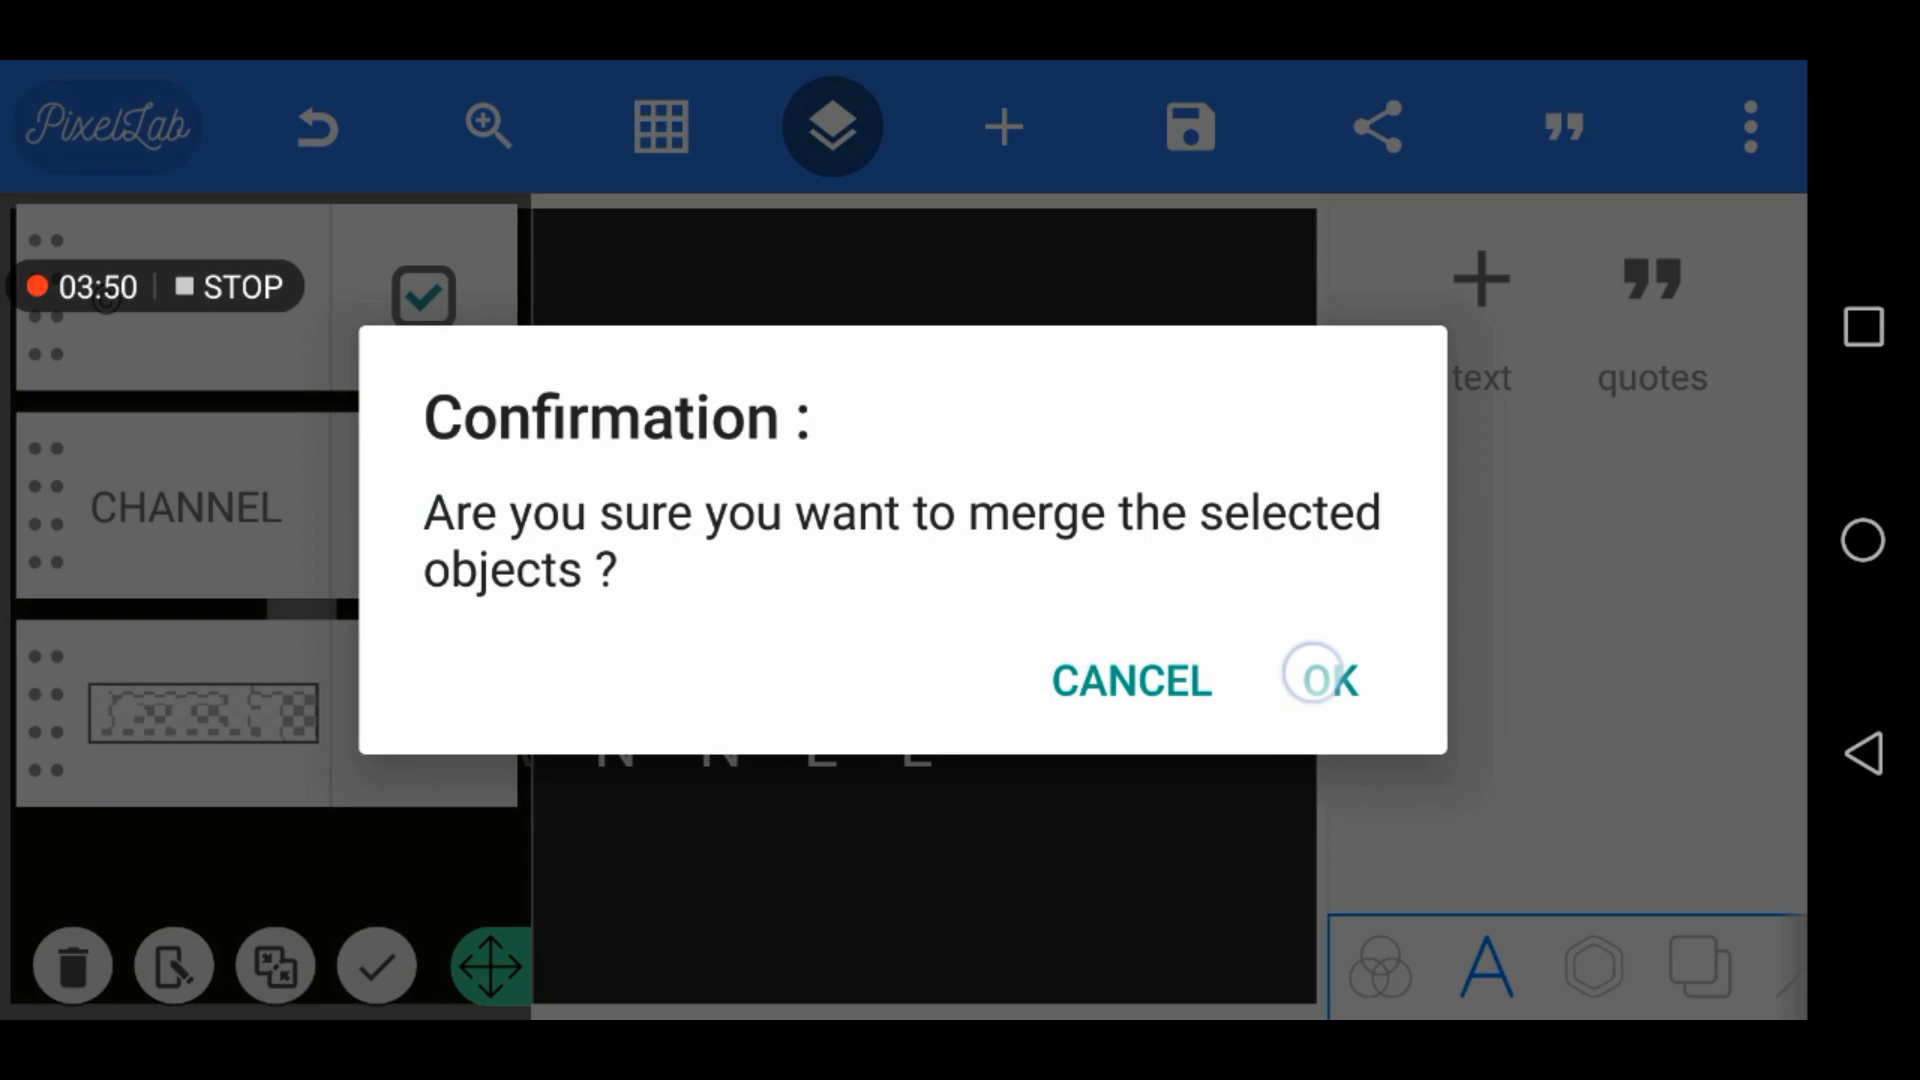 PixelLab
03:50 STOP
©
text
quotes
Confirmation :
CHANNEL
Are you sure you want to merge the selected
objects ?
CANCEL
OK
N N E L